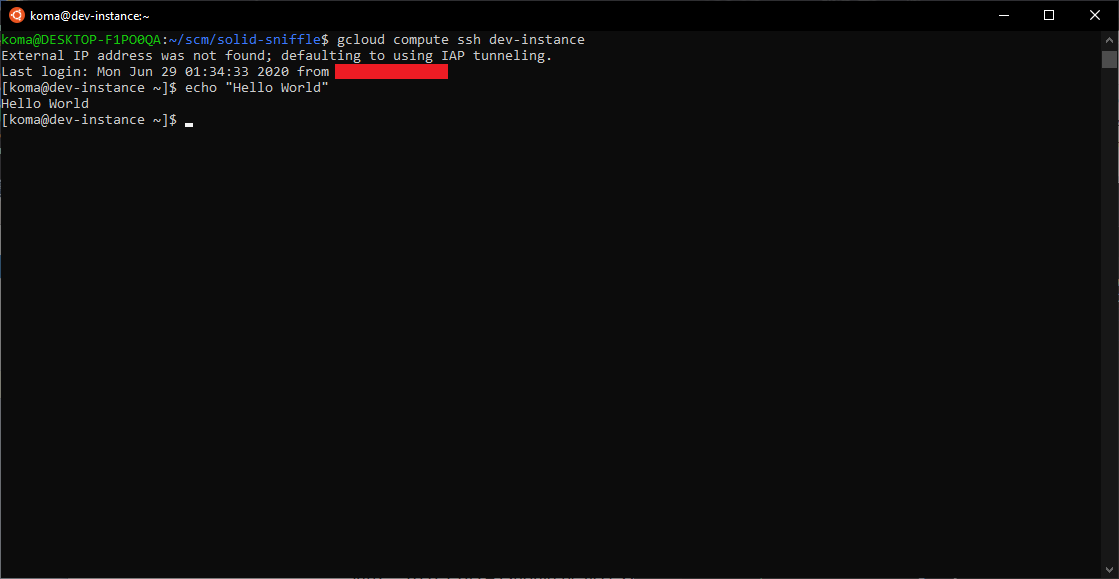 koma@dev-instance:~
koma@DESKTOP-F1PO0QA:~/scm/solid-sniffle$ gcloud compute ssh dev-instance
External IP address was not found; defaulting to using IAP tunneling.
Last login: Mon Jun 29 01:34:33 2020 from
[koma@dev-instance ~]$ echo "Hello World"
Hello World
[koma@dev-instance ~]$